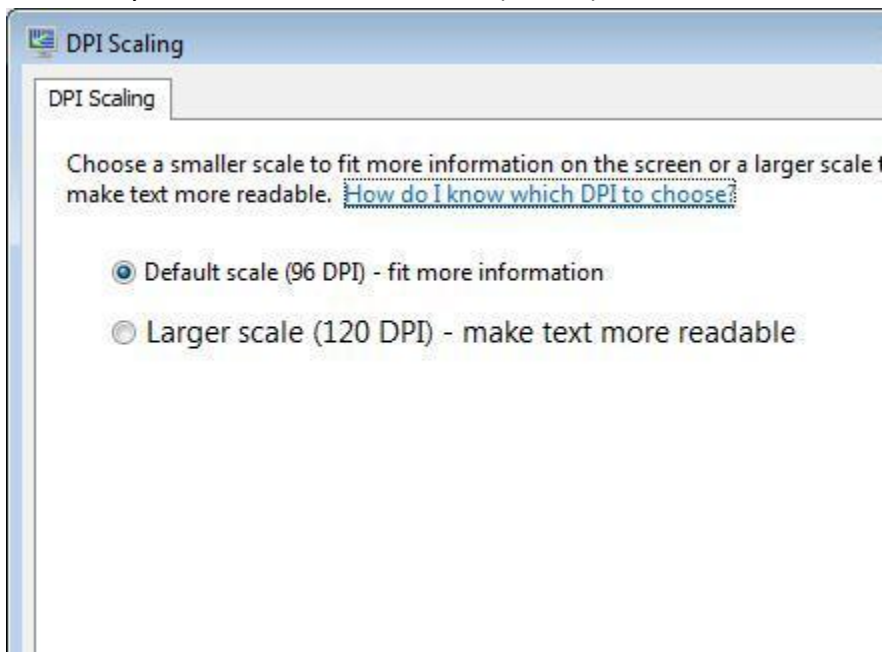 DPI Scaling
DPI Scaling
Choose a smaller scale to fit more information on the screen or a larger scale
make text more readable. How do I know which DPI to choose?
Default scale (96 DPI) - fit more information
Larger scale (120 DPI) - make text more readable